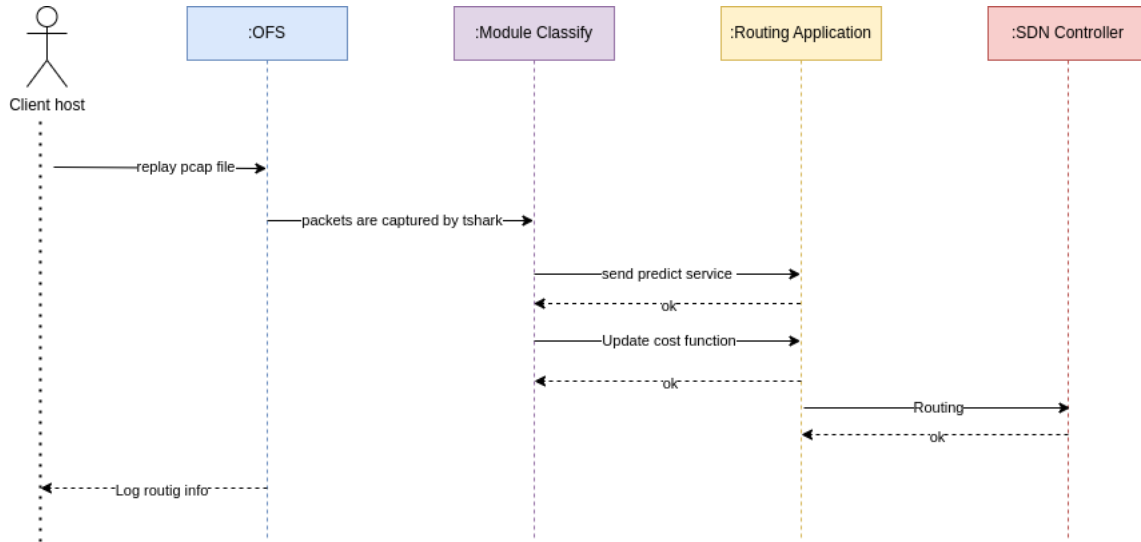 :OFS
:Module Classify
:Routing Application
:SDN Controller
Client host
replay pcap file
packets are captured by tshark
send predict service
ok
Update cost function
ok
Routing
ok
Log routig info